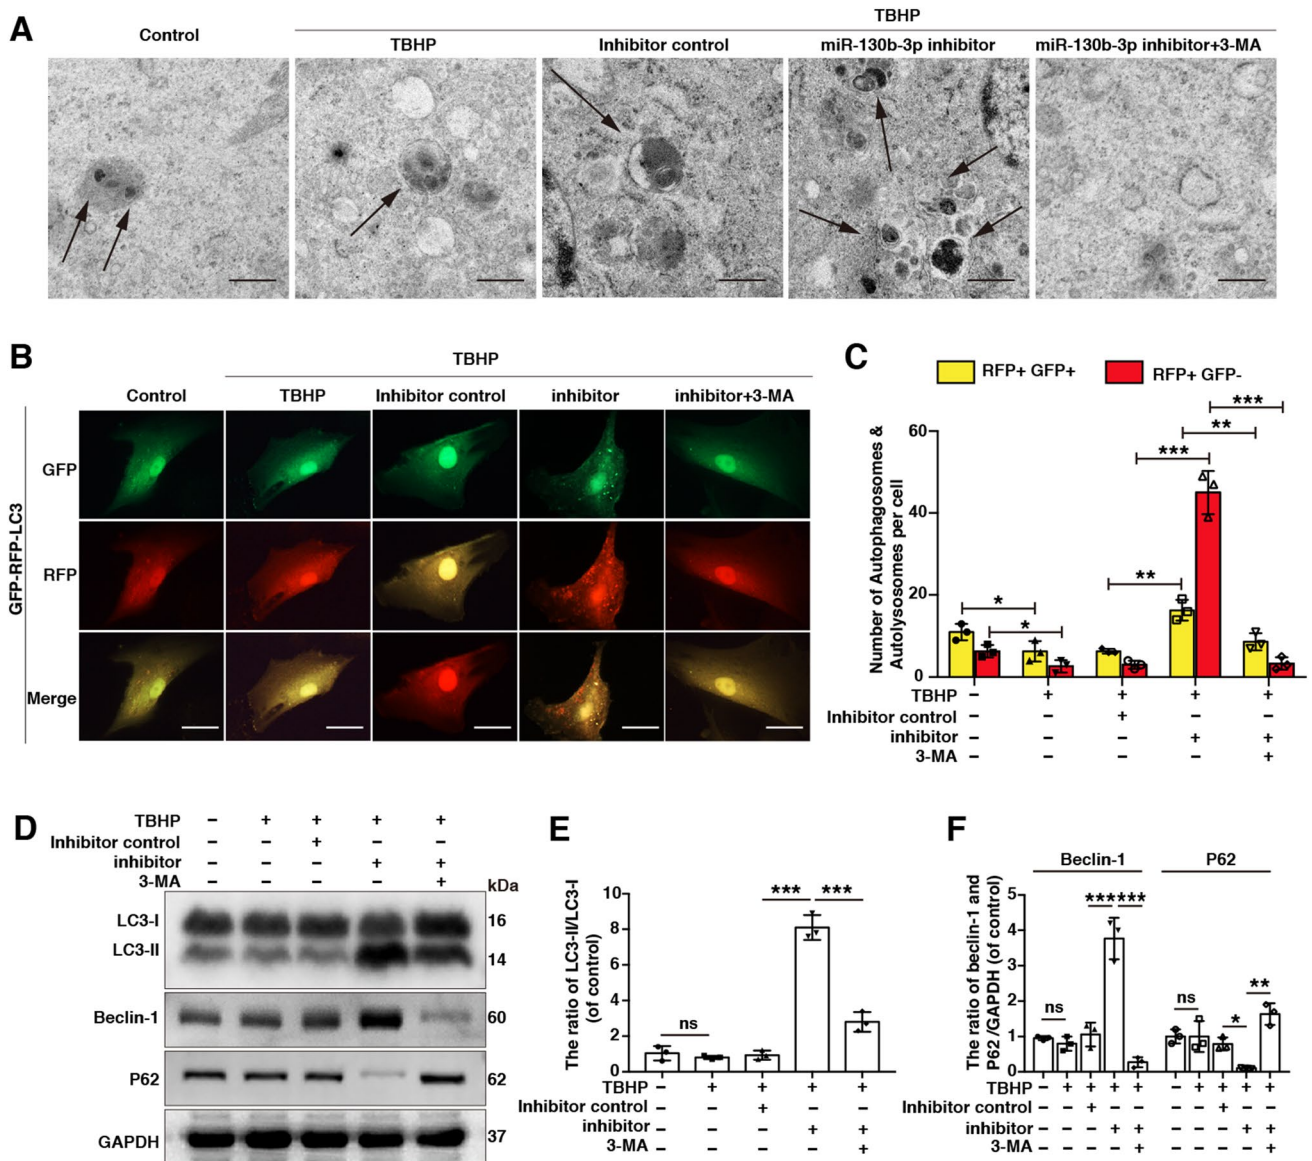 A
Control
TBHP
TBHP
Inhibitor control
miR-130b-3p inhibitor
miR-130b-3p inhibitor+3-MA
B
TBHP
Control
TBHP
Inhibitor control
inhibitor
inhibitor+3-MA
GFP-RFP-LC3
GFP
RFP
Merge
C
RFP+ GFP+
RFP+ GFP-
Number of Autophagosomes &
Autolysosomes per cell
60
40
20
0
*
*
**
***
**
***
TBHP − + + + +
Inhibitor control − − + − −
inhibitor − − − + +
3-MA − − − − +
D
TBHP − + + + +
Inhibitor control − − + − −
inhibitor − − − + +
3-MA − − − − +
kDa
LC3-I 16
LC3-II 14
Beclin-1 60
P62 62
GAPDH 37
E
The ratio of LC3-II/LC3-I
(of control)
10
8
6
4
2
0
ns
***
***
TBHP − + + + +
Inhibitor control − − + − −
inhibitor − − − + +
3-MA − − − − +
F
Beclin-1
P62
The ratio of beclin-1 and
P62 /GAPDH (of control)
5
4
3
2
1
0
ns
***
***
ns
*
**
TBHP − + + + + − + + + +
Inhibitor control − − + − − − − + − −
inhibitor − − − + + − − − + +
3-MA − − − − + − − − − +